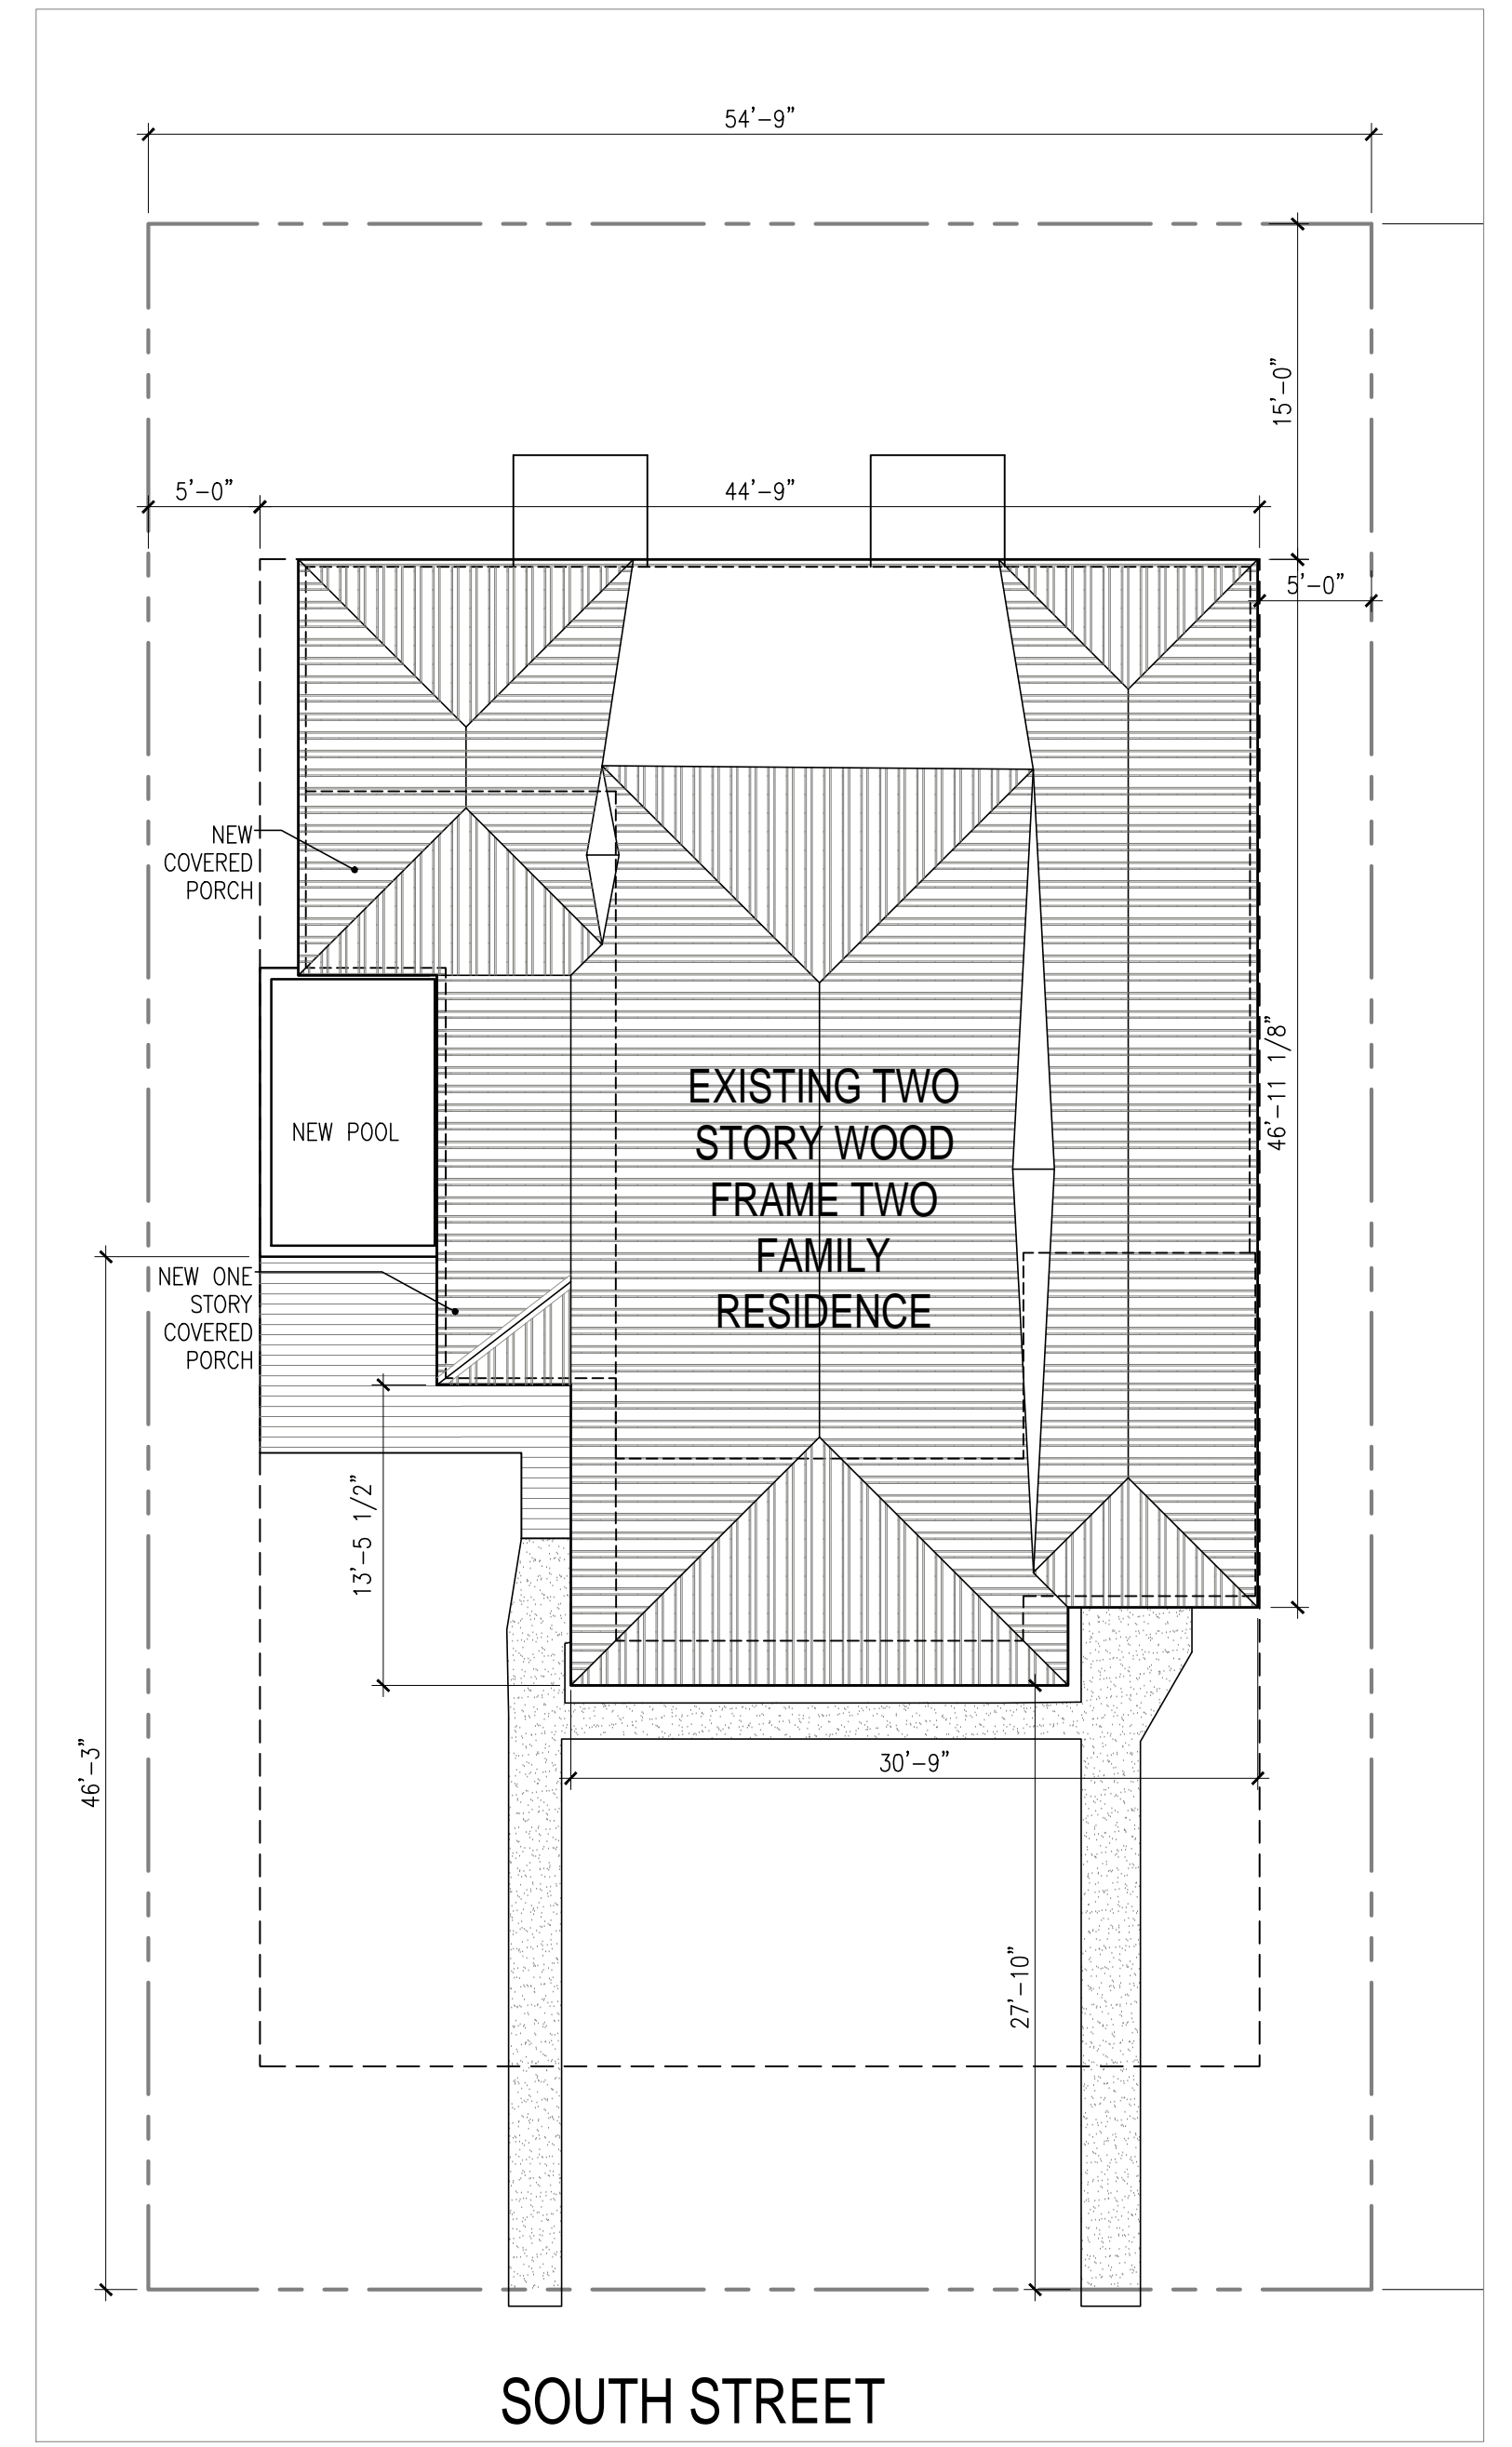 54'-9"
15'-0"
5'-0"
44'-9"
5'-0"
NEW
COVERED
PORCH
46'-11 1/8"
EXISTING TWO
STORY WOOD
FRAME TWO
FAMILY
RESIDENCE
NEW POOL
NEW ONE
STORY
COVERED
PORCH
13'-5 1/2"
46'-3"
30'-9"
27'-10"
SOUTH STREET